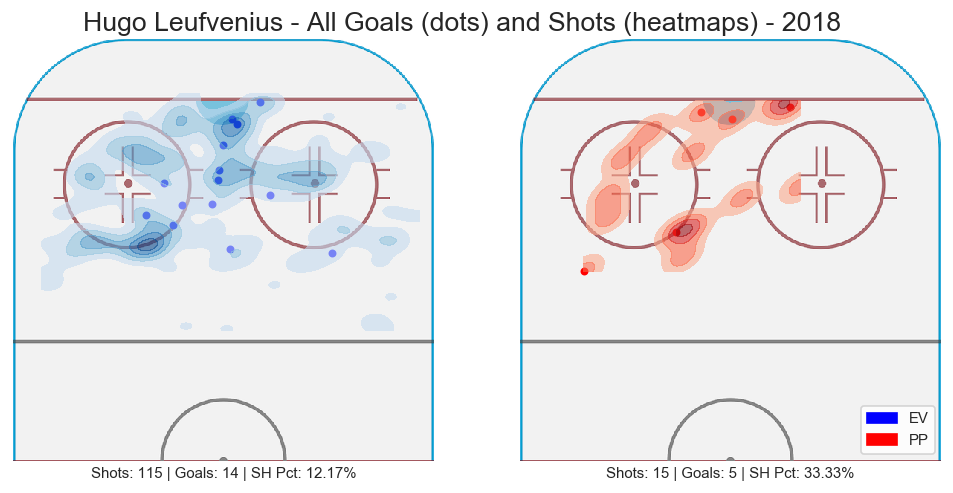 Hugo Leufvenius - All Goals (dots) and Shots (heatmaps) - 2018
EV
PP
Shots: 115 | Goals: 14 | SH Pct: 12.17%
Shots: 15 | Goals: 5 | SH Pct: 33.33%